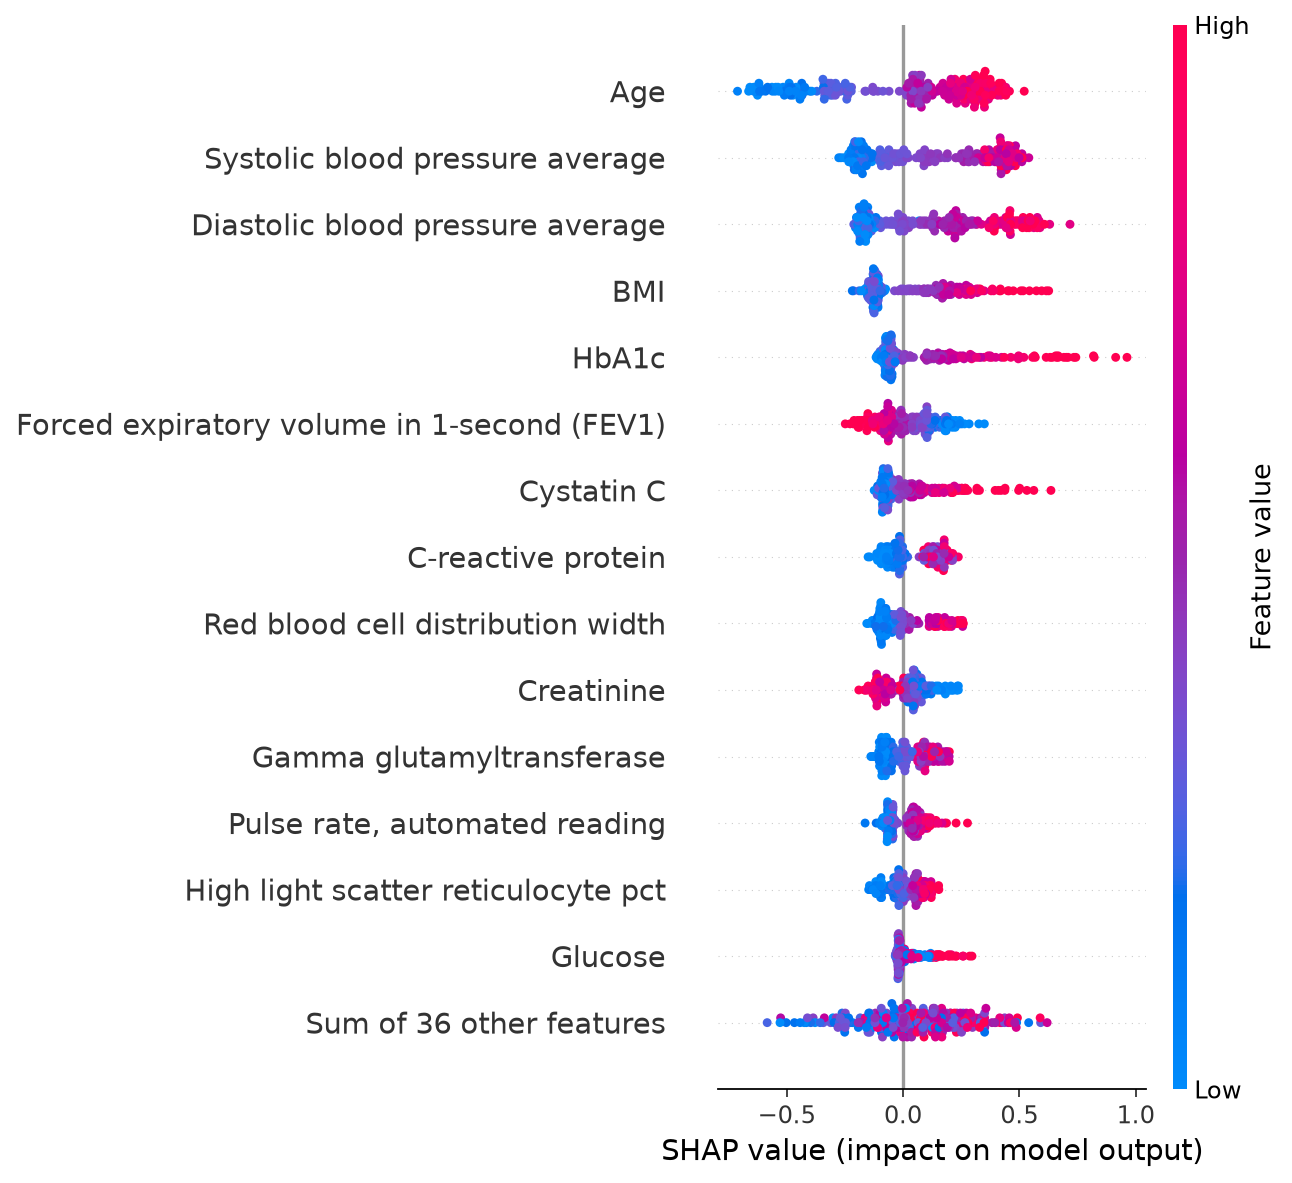 High
Age
Systolic blood pressure average
Diastolic blood pressure average
BMI
HbA1c
Forced expiratory volume in 1-second (FEV1)
Cystatin C
C-reactive protein
Red blood cell distribution width
Creatinine
Gamma glutamyltransferase
Pulse rate, automated reading
High light scatter reticulocyte pct
Glucose
Sum of 36 other features
Feature value
Low
−0.5 0.0 0.5 1.0
SHAP value (impact on model output)